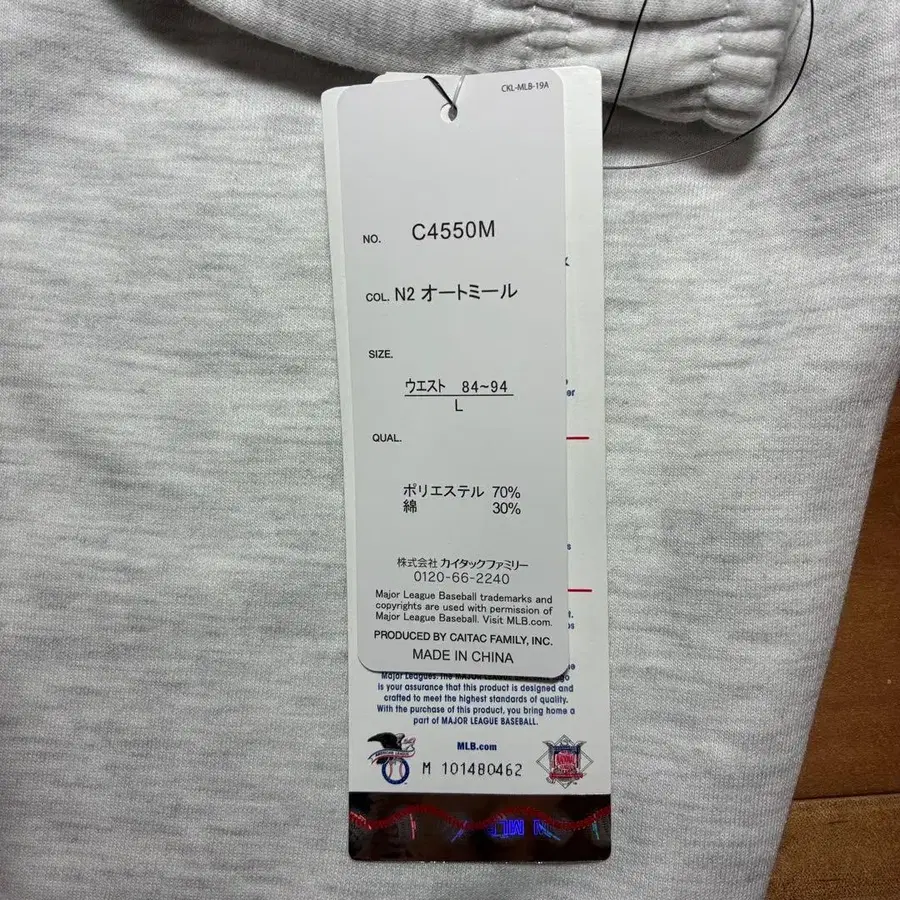 CKL-MLB-19A
NO. C4550M
COL. N2 オートミール
SIZE.
ウエスト 84~94
L
QUAL.
ポリエステル 70%
綿 30%
株式会社 カイタックファミリー
0120-66-2240
Major League Baseball trademarks and
copyrights are used with permission of
Major League Baseball. Visit MLB.com.
PRODUCED BY CAITAC FAMILY, INC.
MADE IN CHINA
Major Leagues. The MAJOR LEAGUE
is your assurance that this product is designed and
crafted to meet the highest standards of quality.
With the purchase of this product, you bring home a
part of MAJOR LEAGUE BASEBALL.
MLB.com
M 101480462